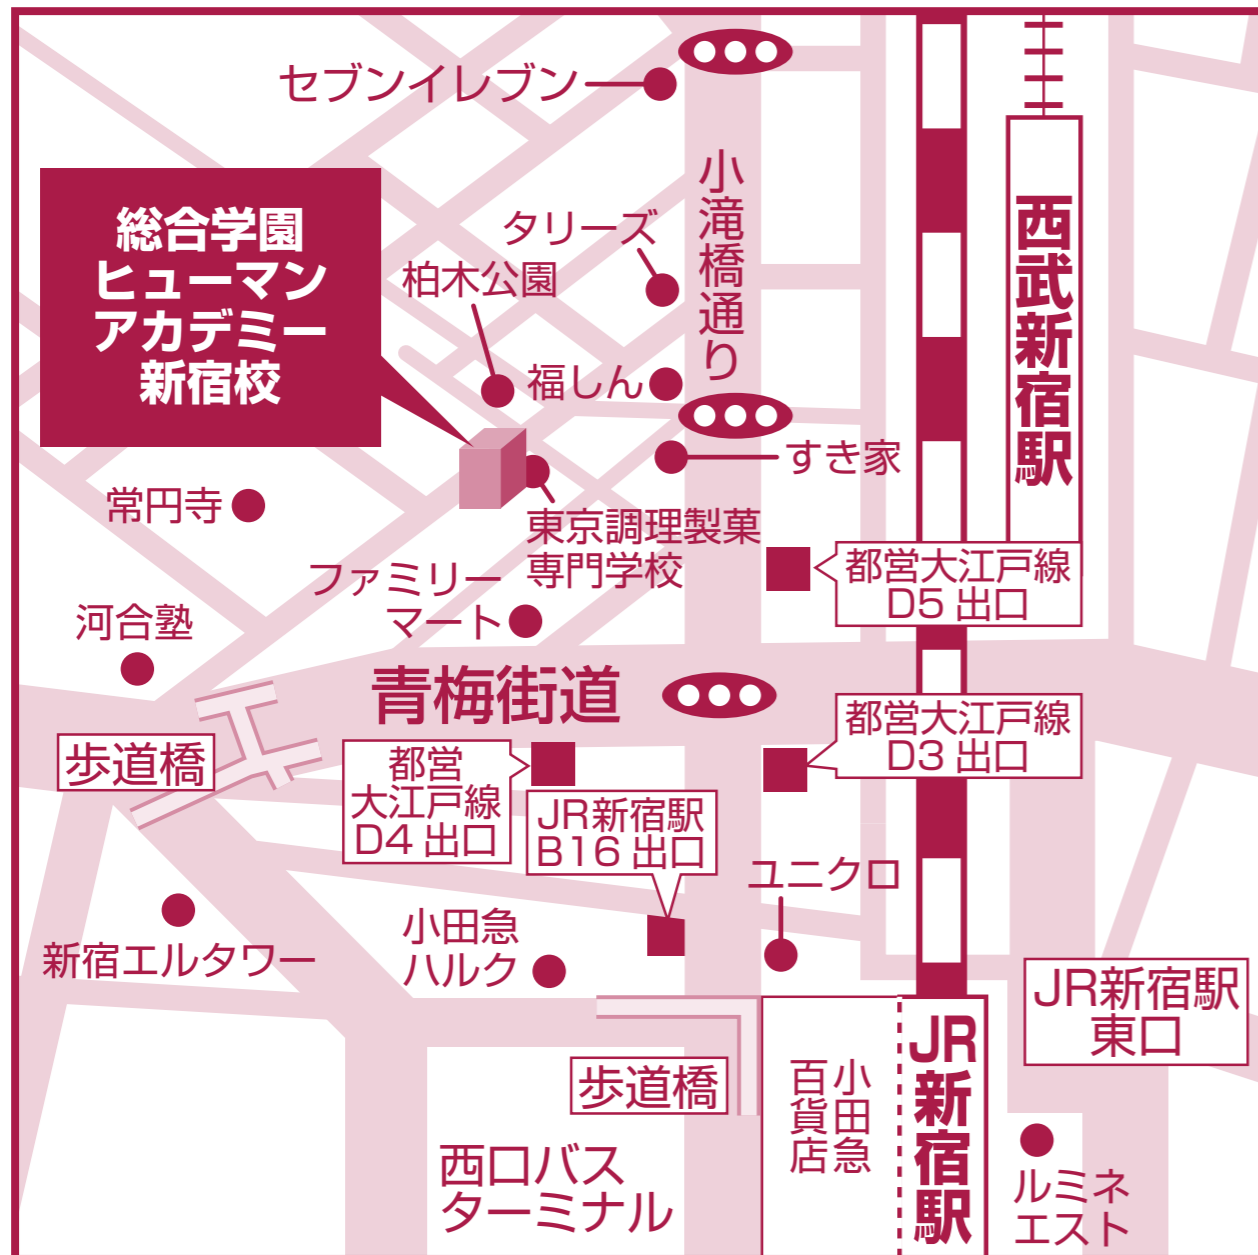 セブンイレブン
総合学園
ヒューマン
アカデミー
新宿校
小滝橋通り
西武新宿駅
タリーズ
柏木公園
福しん
すき家
常円寺
東京調理製菓
専門学校
都営大江戸線
D5 出口
ファミリー
マート
河合塾
青梅街道
歩道橋
都営
大江戸線
D4 出口
都営大江戸線
D3 出口
JR新宿駅
B16 出口
ユニクロ
新宿エルタワー
小田急
ハルク
JR新宿駅
東口
歩道橋
小田急
百貨店
JR新宿駅
西口バス
ターミナル
ルミネ
エスト